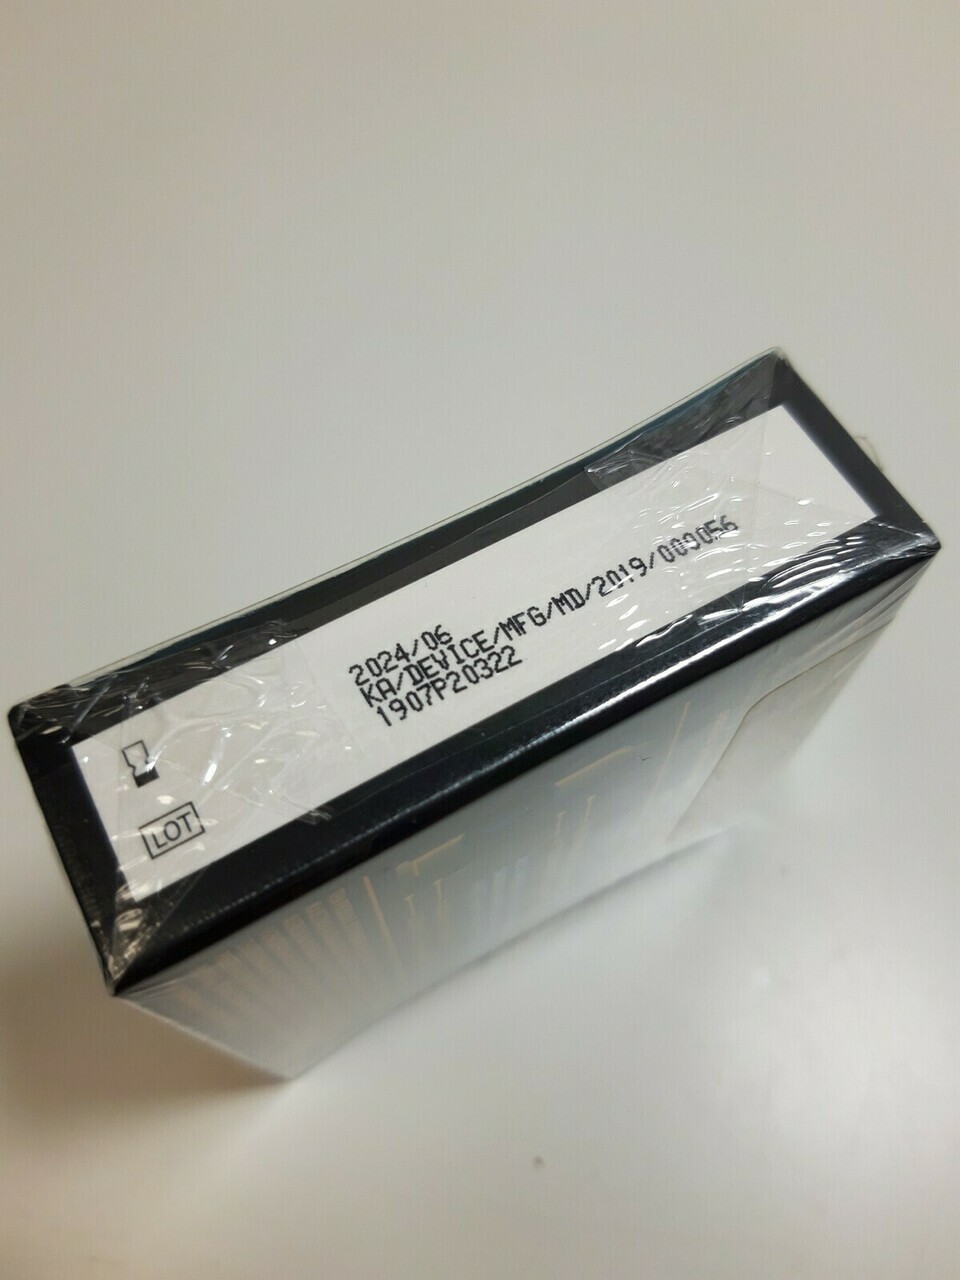 2024/06
KA/DEVICE/MFG/MD/2019/000056
1907P20322
LOT